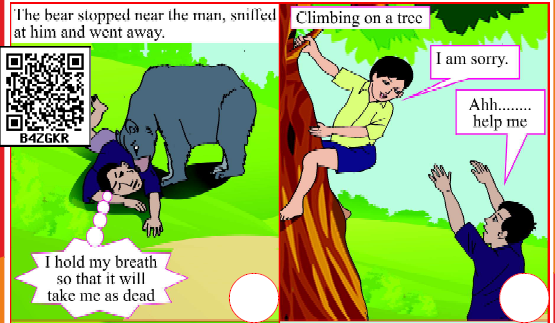 The bear stopped near the man, sniffed
at him and went away.
B4ZGKR
I hold my breath
so that it will
take me as dead
Climbing on a tree
I am sorry.
Ahh........
help me